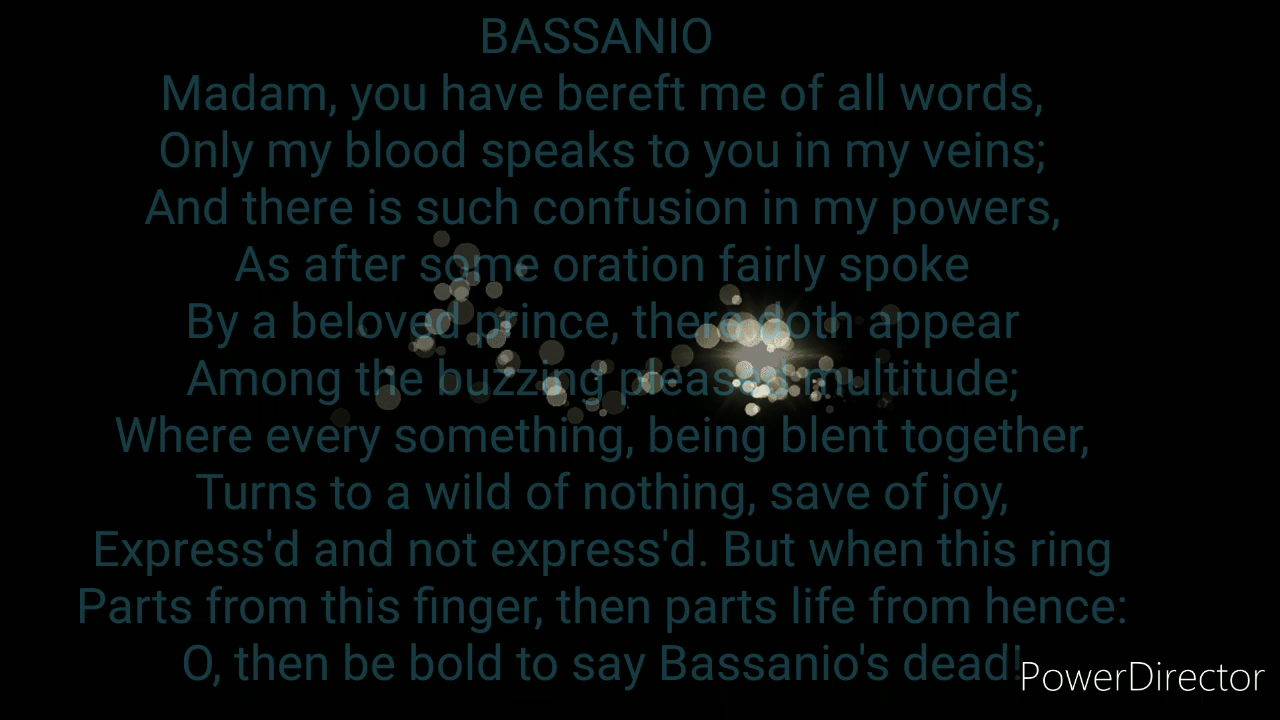 BASSANIO
Madam, you have bereft me of all words,
Only my blood speaks to you in my veins;
And there is such confusion in my powers,
As after some oration fairly spoke
By a beloved prince, there doth appear
Among the buzzing pleased multitude;
Where every something, being blent together,
Turns to a wild of nothing, save of joy,
Express'd and not express'd. But when this ring
Parts from this finger, then parts life from hence:
O, then be bold to say Bassanio's dead!
PowerDirector